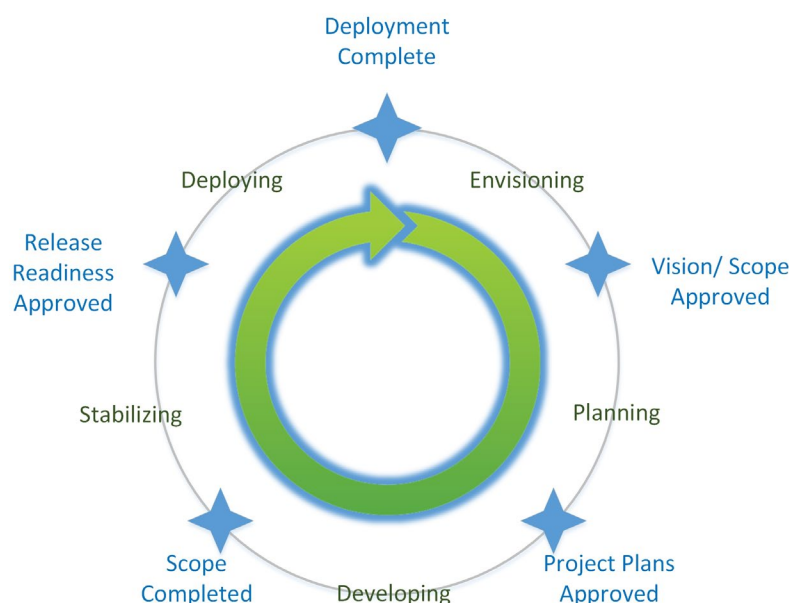 Deployment
Complete
Deploying
Envisioning
Release
Readiness
Approved
Vision/ Scope
Approved
Stabilizing
Planning
Scope
Completed
Project Plans
Approved
Developing